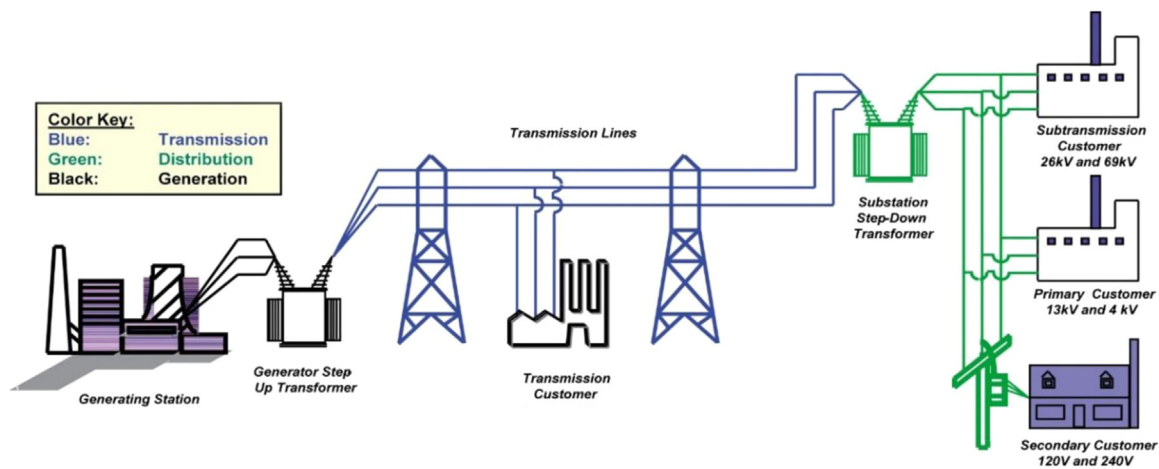 Color Key:
Blue: Transmission
Green: Distribution
Black: Generation
Transmission Lines
Subtransmission
Customer
26kV and 69kV
Substation
Step-Down
Transformer
Primary Customer
13kV and 4 kV
Generating Station
Generator Step
Up Transformer
Transmission
Customer
Secondary Customer
120V and 240V